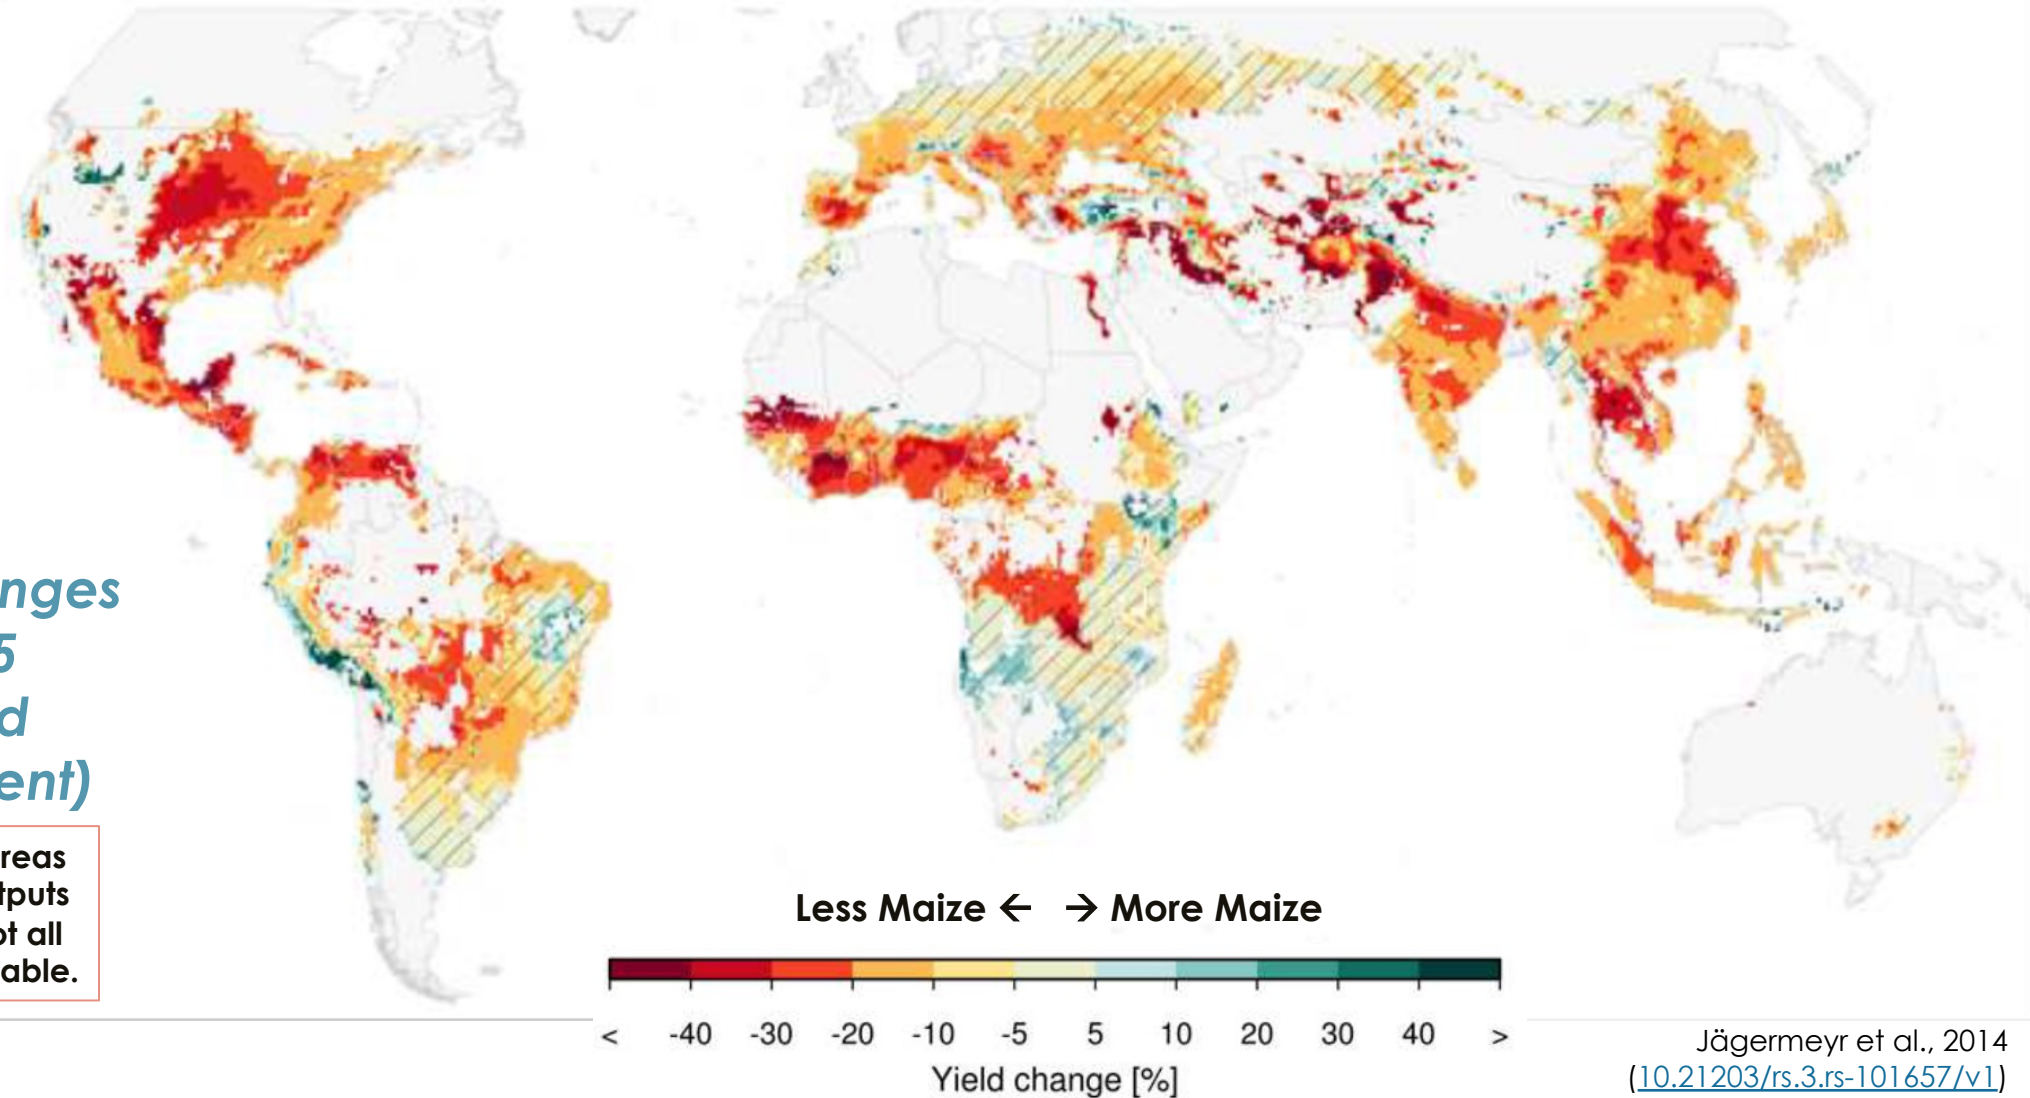 nges
5
d
ent)
reas
tputs
ot all
able.
Less Maize ← → More Maize
< -40 -30 -20 -10 -5 5 10 20 30 40 >
Yield change [%]
Jägermeyr et al., 2014
(10.21203/rs.3.rs-101657/v1)